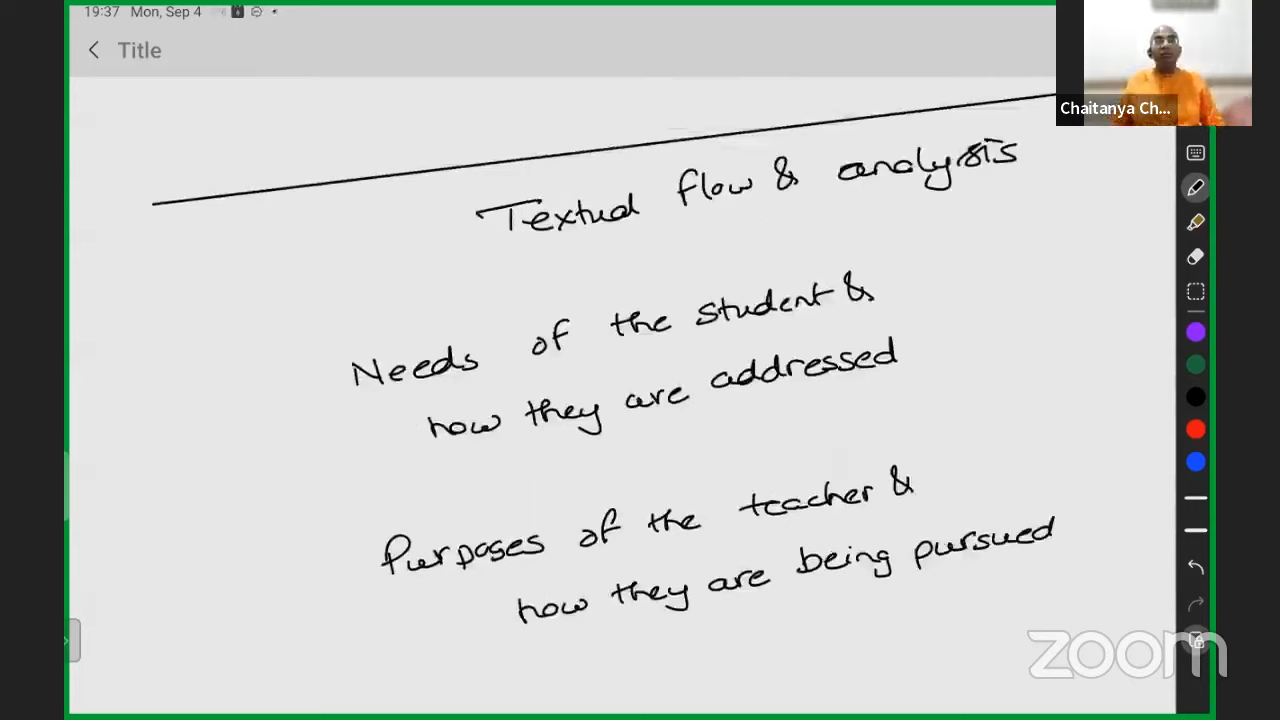 19:37 Mon, Sep 4
Title
Chaitanya Ch...
Textual flow & analysis
Needs of the student &
how they are addressed
Purposes of the teacher &
how they are being pursued
zoom